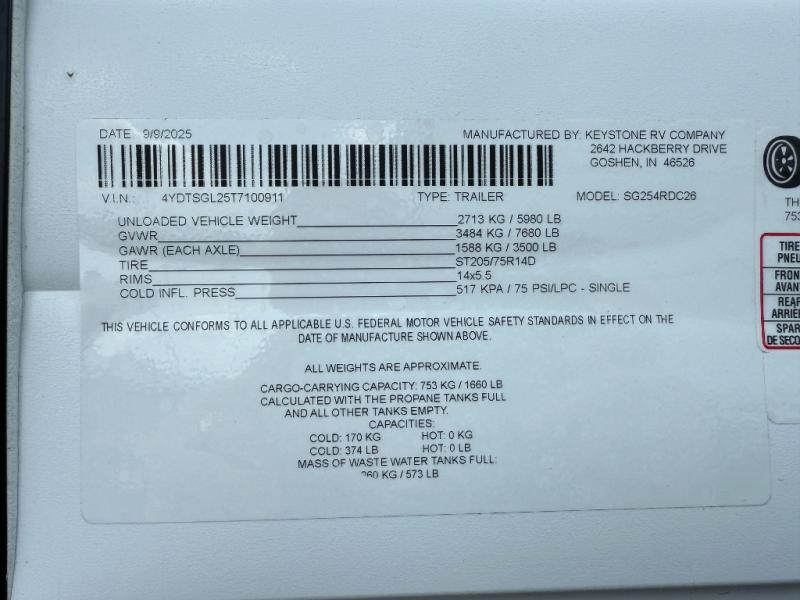 DATE 9/9/2025 MANUFACTURED BY: KEYSTONE RV COMPANY
2642 HACKBERRY DRIVE
GOSHEN, IN 46526
V.I.N.: 4YDTSGL25T7100911 TYPE: TRAILER MODEL: SG254RDC26
UNLOADED VEHICLE WEIGHT 2713 KG / 5980 LB
GVWR 3484 KG / 7680 LB
GAWR (EACH AXLE) 1588 KG / 3500 LB
TIRE ST205/75R14D
RIMS 14x5.5
COLD INFL. PRESS 517 KPA / 75 PSI/LPC - SINGLE
THIS VEHICLE CONFORMS TO ALL APPLICABLE U.S. FEDERAL MOTOR VEHICLE SAFETY STANDARDS IN EFFECT ON THE
DATE OF MANUFACTURE SHOWN ABOVE.
ALL WEIGHTS ARE APPROXIMATE.
CARGO-CARRYING CAPACITY: 753 KG / 1660 LB
CALCULATED WITH THE PROPANE TANKS FULL
AND ALL OTHER TANKS EMPTY.
CAPACITIES:
COLD: 170 KG HOT: 0 KG
COLD: 374 LB HOT: 0 LB
MASS OF WASTE WATER TANKS FULL:
260 KG / 573 LB
TH
753
TIRE
PNEU
FRON
AVAN
REAR
ARRIÈ
SPAR
DE SECO